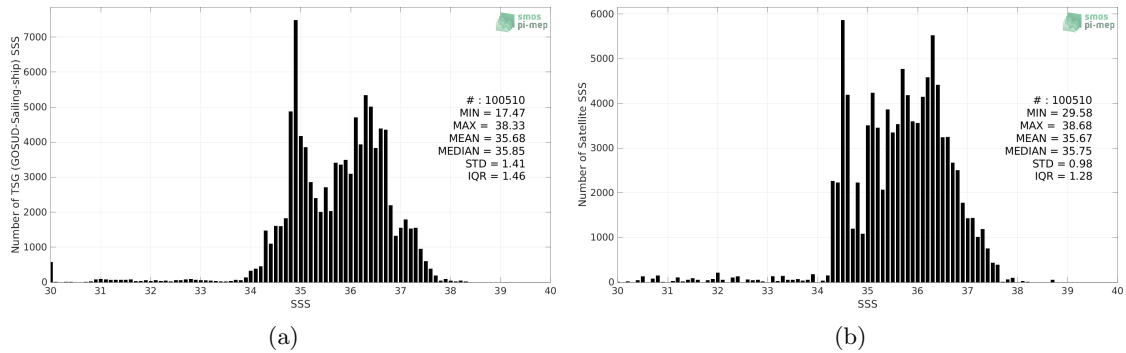 smos
pi-mep
Number of TSG (GOSUD-Sailing-ship) SSS
7000
6000
5000
4000
3000
2000
1000
0
# : 100510
MIN = 17.47
MAX = 38.33
MEAN = 35.68
MEDIAN = 35.85
STD = 1.41
IQR = 1.46
30 31 32 33 34 35 36 37 38 39 40
SSS
(a)
smos
pi-mep
Number of Satellite SSS
6000
5000
4000
3000
2000
1000
0
# : 100510
MIN = 29.58
MAX = 38.68
MEAN = 35.67
MEDIAN = 35.75
STD = 0.98
IQR = 1.28
30 31 32 33 34 35 36 37 38 39 40
SSS
(b)